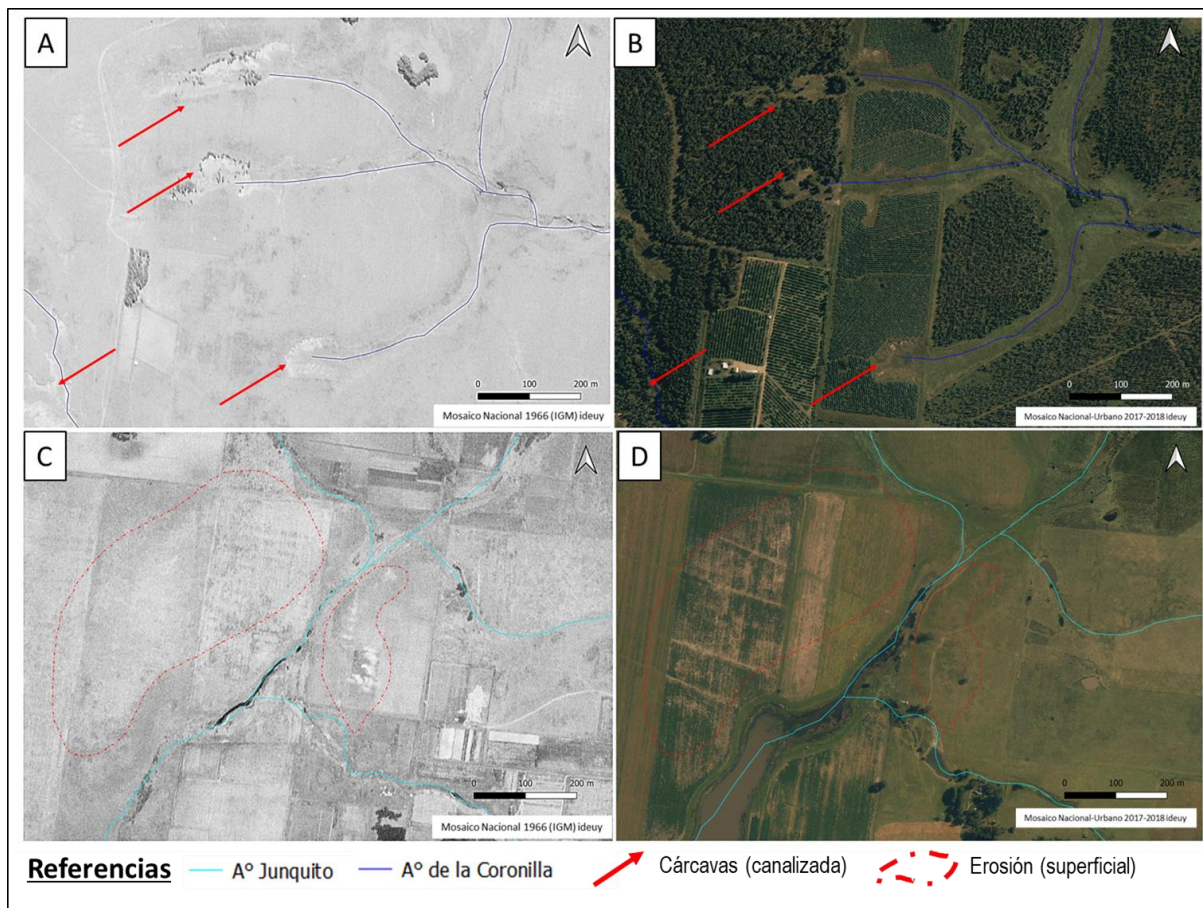 A
0 100 200 m
Mosaico Nacional 1966 (IGM) ideuy
B
0 100 200 m
Mosaico Nacional-Urbano 2017-2018 ideuy
C
0 100 200 m
Mosaico Nacional 1966 (IGM) ideuy
D
0 100 200 m
Mosaico Nacional-Urbano 2017-2018 ideuy
Referencias A° Junquito A° de la Coronilla Cárcavas (canalizada) Erosión (superficial)